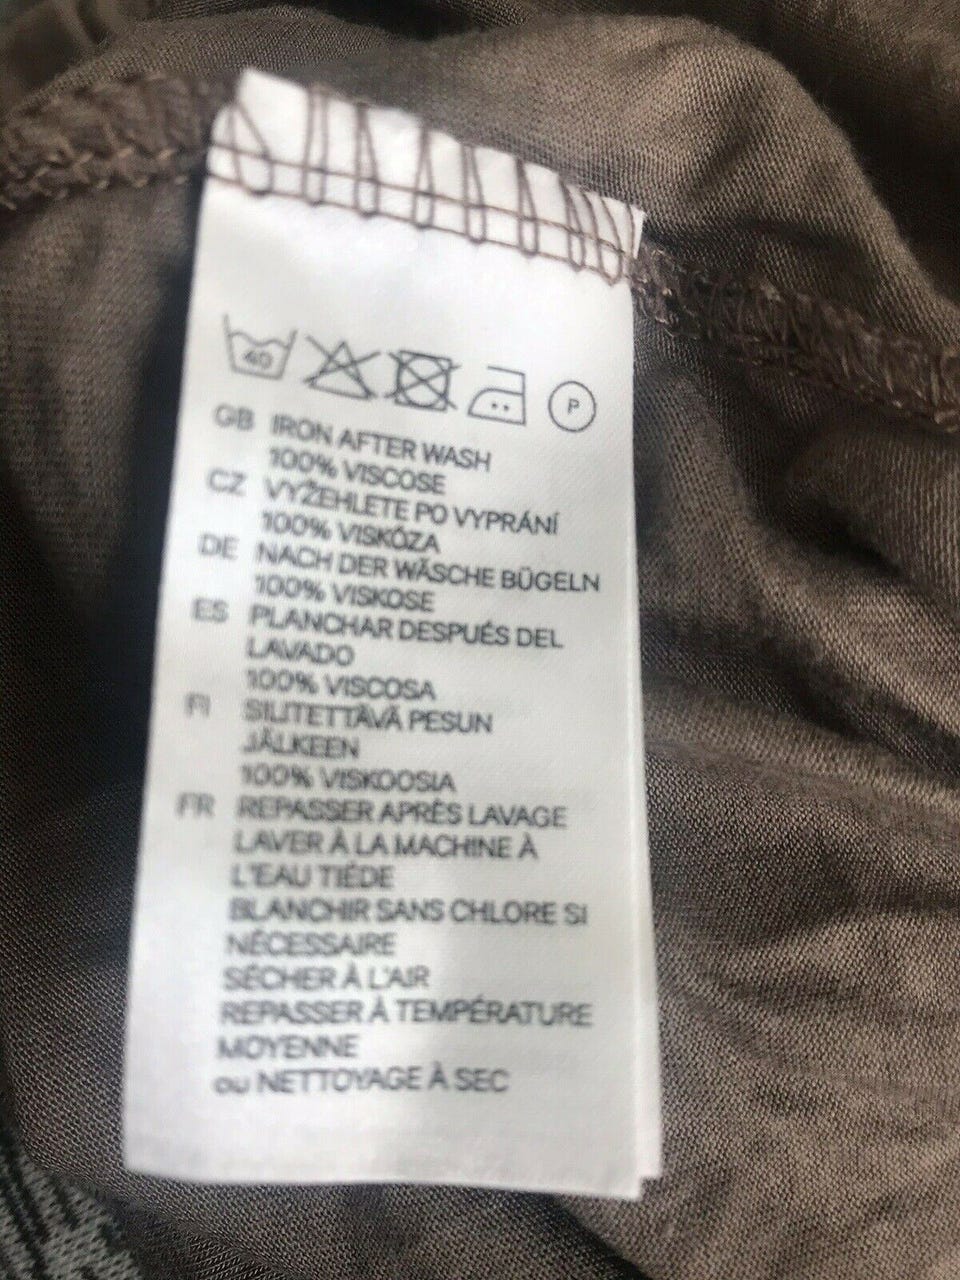 40
P
GB IRON AFTER WASH
100% VISCOSE
CZ VYŽEHLETE PO VYPRÁNÍ
100% VISKÓZA
DE NACH DER WÄSCHE BÜGELN
100% VISKOSE
ES PLANCHAR DESPUÉS DEL
LAVADO
100% VISCOSA
FI SILITETTÄVÄ PESUN
JÄLKEEN
100% VISKOOSIA
FR REPASSER APRÈS LAVAGE
LAVER À LA MACHINE À
L'EAU TIÉDE
BLANCHIR SANS CHLORE SI
NÉCESSAIRE
SÉCHER À L'AIR
REPASSER À TEMPÉRATURE
MOYENNE
ou NETTOYAGE À SEC